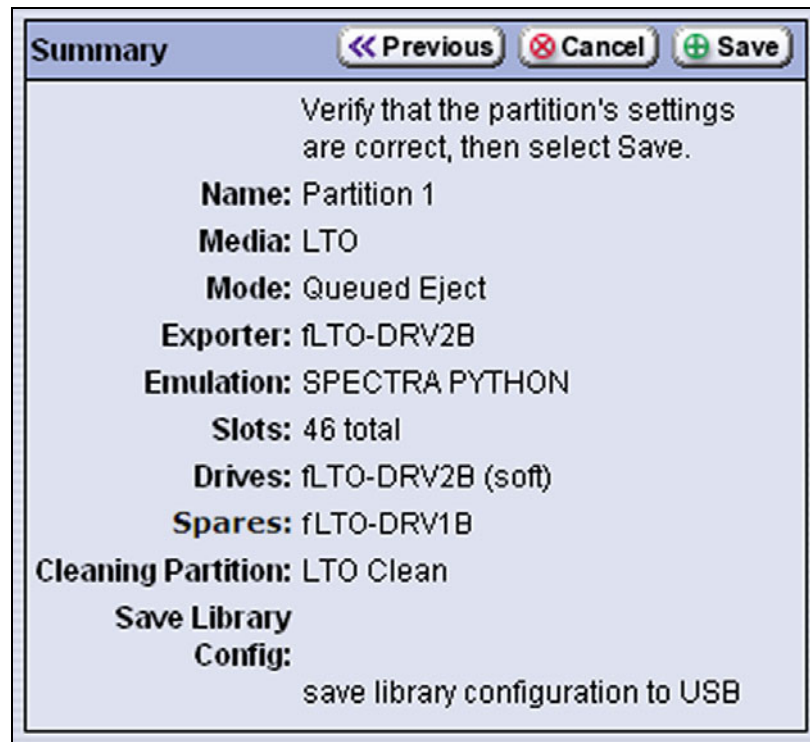 Summary Previous Cancel Save
Verify that the partition's settings
are correct, then select Save.
Name: Partition 1
Media: LTO
Mode: Queued Eject
Exporter: fLTO-DRV2B
Emulation: SPECTRA PYTHON
Slots: 46 total
Drives: fLTO-DRV2B (soft)
Spares: fLTO-DRV1B
Cleaning Partition: LTO Clean
Save Library
Config:
save library configuration to USB